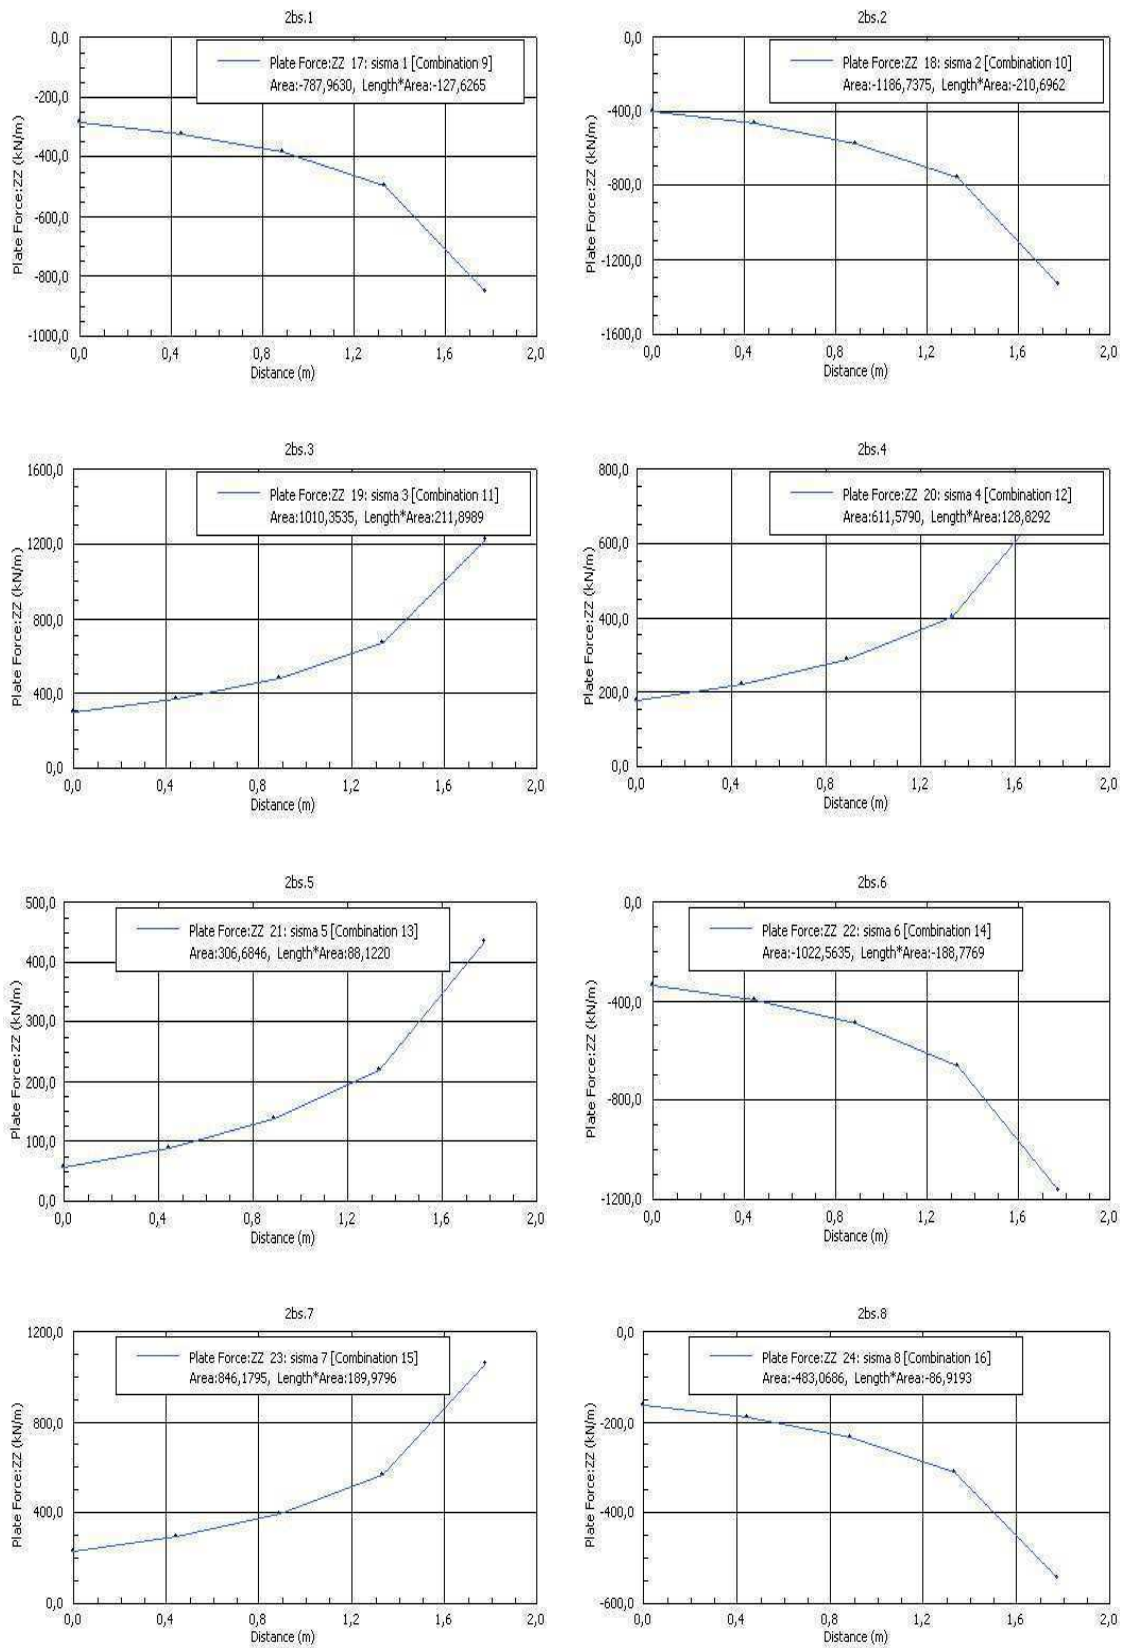 2bs.1
0,0
-200,0
-400,0
-600,0
-800,0
-1000,0
Plate Force:ZZ (kN/m)
Plate Force:ZZ 17: sisma 1 [Combination 9]
Area:-787,9630, Length*Area:-127,6265
0,0 0,4 0,8 1,2 1,6 2,0
Distance (m)
2bs.2
0,0
-400,0
-800,0
-1200,0
-1600,0
Plate Force:ZZ (kN/m)
Plate Force:ZZ 18: sisma 2 [Combination 10]
Area:-1186,7375, Length*Area:-210,6962
0,0 0,4 0,8 1,2 1,6 2,0
Distance (m)
2bs.3
1600,0
1200,0
800,0
400,0
0,0
Plate Force:ZZ (kN/m)
Plate Force:ZZ 19: sisma 3 [Combination 11]
Area:1010,3535, Length*Area:211,8989
0,0 0,4 0,8 1,2 1,6 2,0
Distance (m)
2bs.4
800,0
600,0
400,0
200,0
0,0
Plate Force:ZZ (kN/m)
Plate Force:ZZ 20: sisma 4 [Combination 12]
Area:611,5790, Length*Area:128,8292
0,0 0,4 0,8 1,2 1,6 2,0
Distance (m)
2bs.5
500,0
400,0
300,0
200,0
100,0
0,0
Plate Force:ZZ (kN/m)
Plate Force:ZZ 21: sisma 5 [Combination 13]
Area:306,6846, Length*Area:88,1220
0,0 0,4 0,8 1,2 1,6 2,0
Distance (m)
2bs.6
0,0
-400,0
-800,0
-1200,0
Plate Force:ZZ (kN/m)
Plate Force:ZZ 22: sisma 6 [Combination 14]
Area:-1022,5635, Length*Area:-188,7769
0,0 0,4 0,8 1,2 1,6 2,0
Distance (m)
2bs.7
1200,0
800,0
400,0
0,0
Plate Force:ZZ (kN/m)
Plate Force:ZZ 23: sisma 7 [Combination 15]
Area:846,1795, Length*Area:189,9796
0,0 0,4 0,8 1,2 1,6 2,0
Distance (m)
2bs.8
0,0
-200,0
-400,0
-600,0
Plate Force:ZZ (kN/m)
Plate Force:ZZ 24: sisma 8 [Combination 16]
Area:-483,0686, Length*Area:-86,9193
0,0 0,4 0,8 1,2 1,6 2,0
Distance (m)